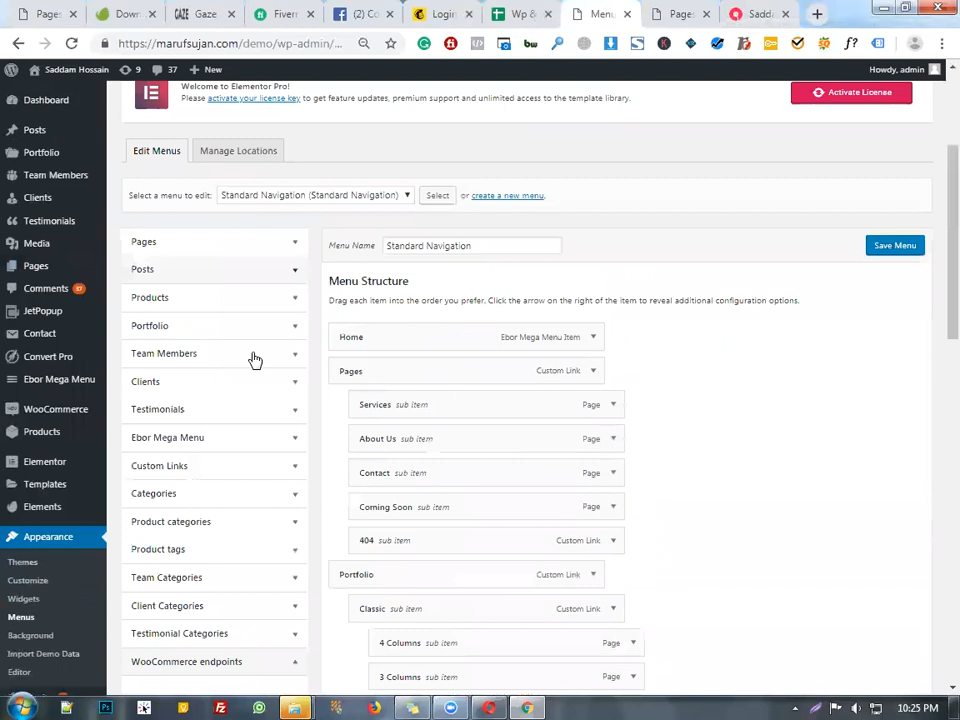 Pages
Down
GAZE Gaze
Fiverr
(2) Co
Login
Wp &
Menu
Pages
Sadda
https://marufsujan.com/demo/wp-admin/...
Saddam Hossain 9 37 New Howdy, admin
Welcome to Elementor Pro!
Please activate your license key to get feature updates, premium support and unlimited access to the template library.
Activate License
Dashboard
Posts
Portfolio
Team Members
Clients
Testimonials
Media
Pages
Comments 37
JetPopup
Contact
Convert Pro
Ebor Mega Menu
WooCommerce
Products
Elementor
Templates
Elements
Appearance
Themes
Customize
Widgets
Menus
Background
Import Demo Data
Editor
Edit Menus Manage Locations
Select a menu to edit: Standard Navigation (Standard Navigation) Select or create a new menu.
Pages
Posts
Products
Portfolio
Team Members
Clients
Testimonials
Ebor Mega Menu
Custom Links
Categories
Product categories
Product tags
Team Categories
Client Categories
Testimonial Categories
WooCommerce endpoints
Menu Name Standard Navigation Save Menu
Menu Structure
Drag each item into the order you prefer. Click the arrow on the right of the item to reveal additional configuration options.
Home Ebor Mega Menu Item
Pages Custom Link
Services sub item Page
About Us sub item Page
Contact sub item Page
Coming Soon sub item Page
404 sub item Custom Link
Portfolio Custom Link
Classic sub item Custom Link
4 Columns sub item Page
3 Columns sub item Page
10:25 PM